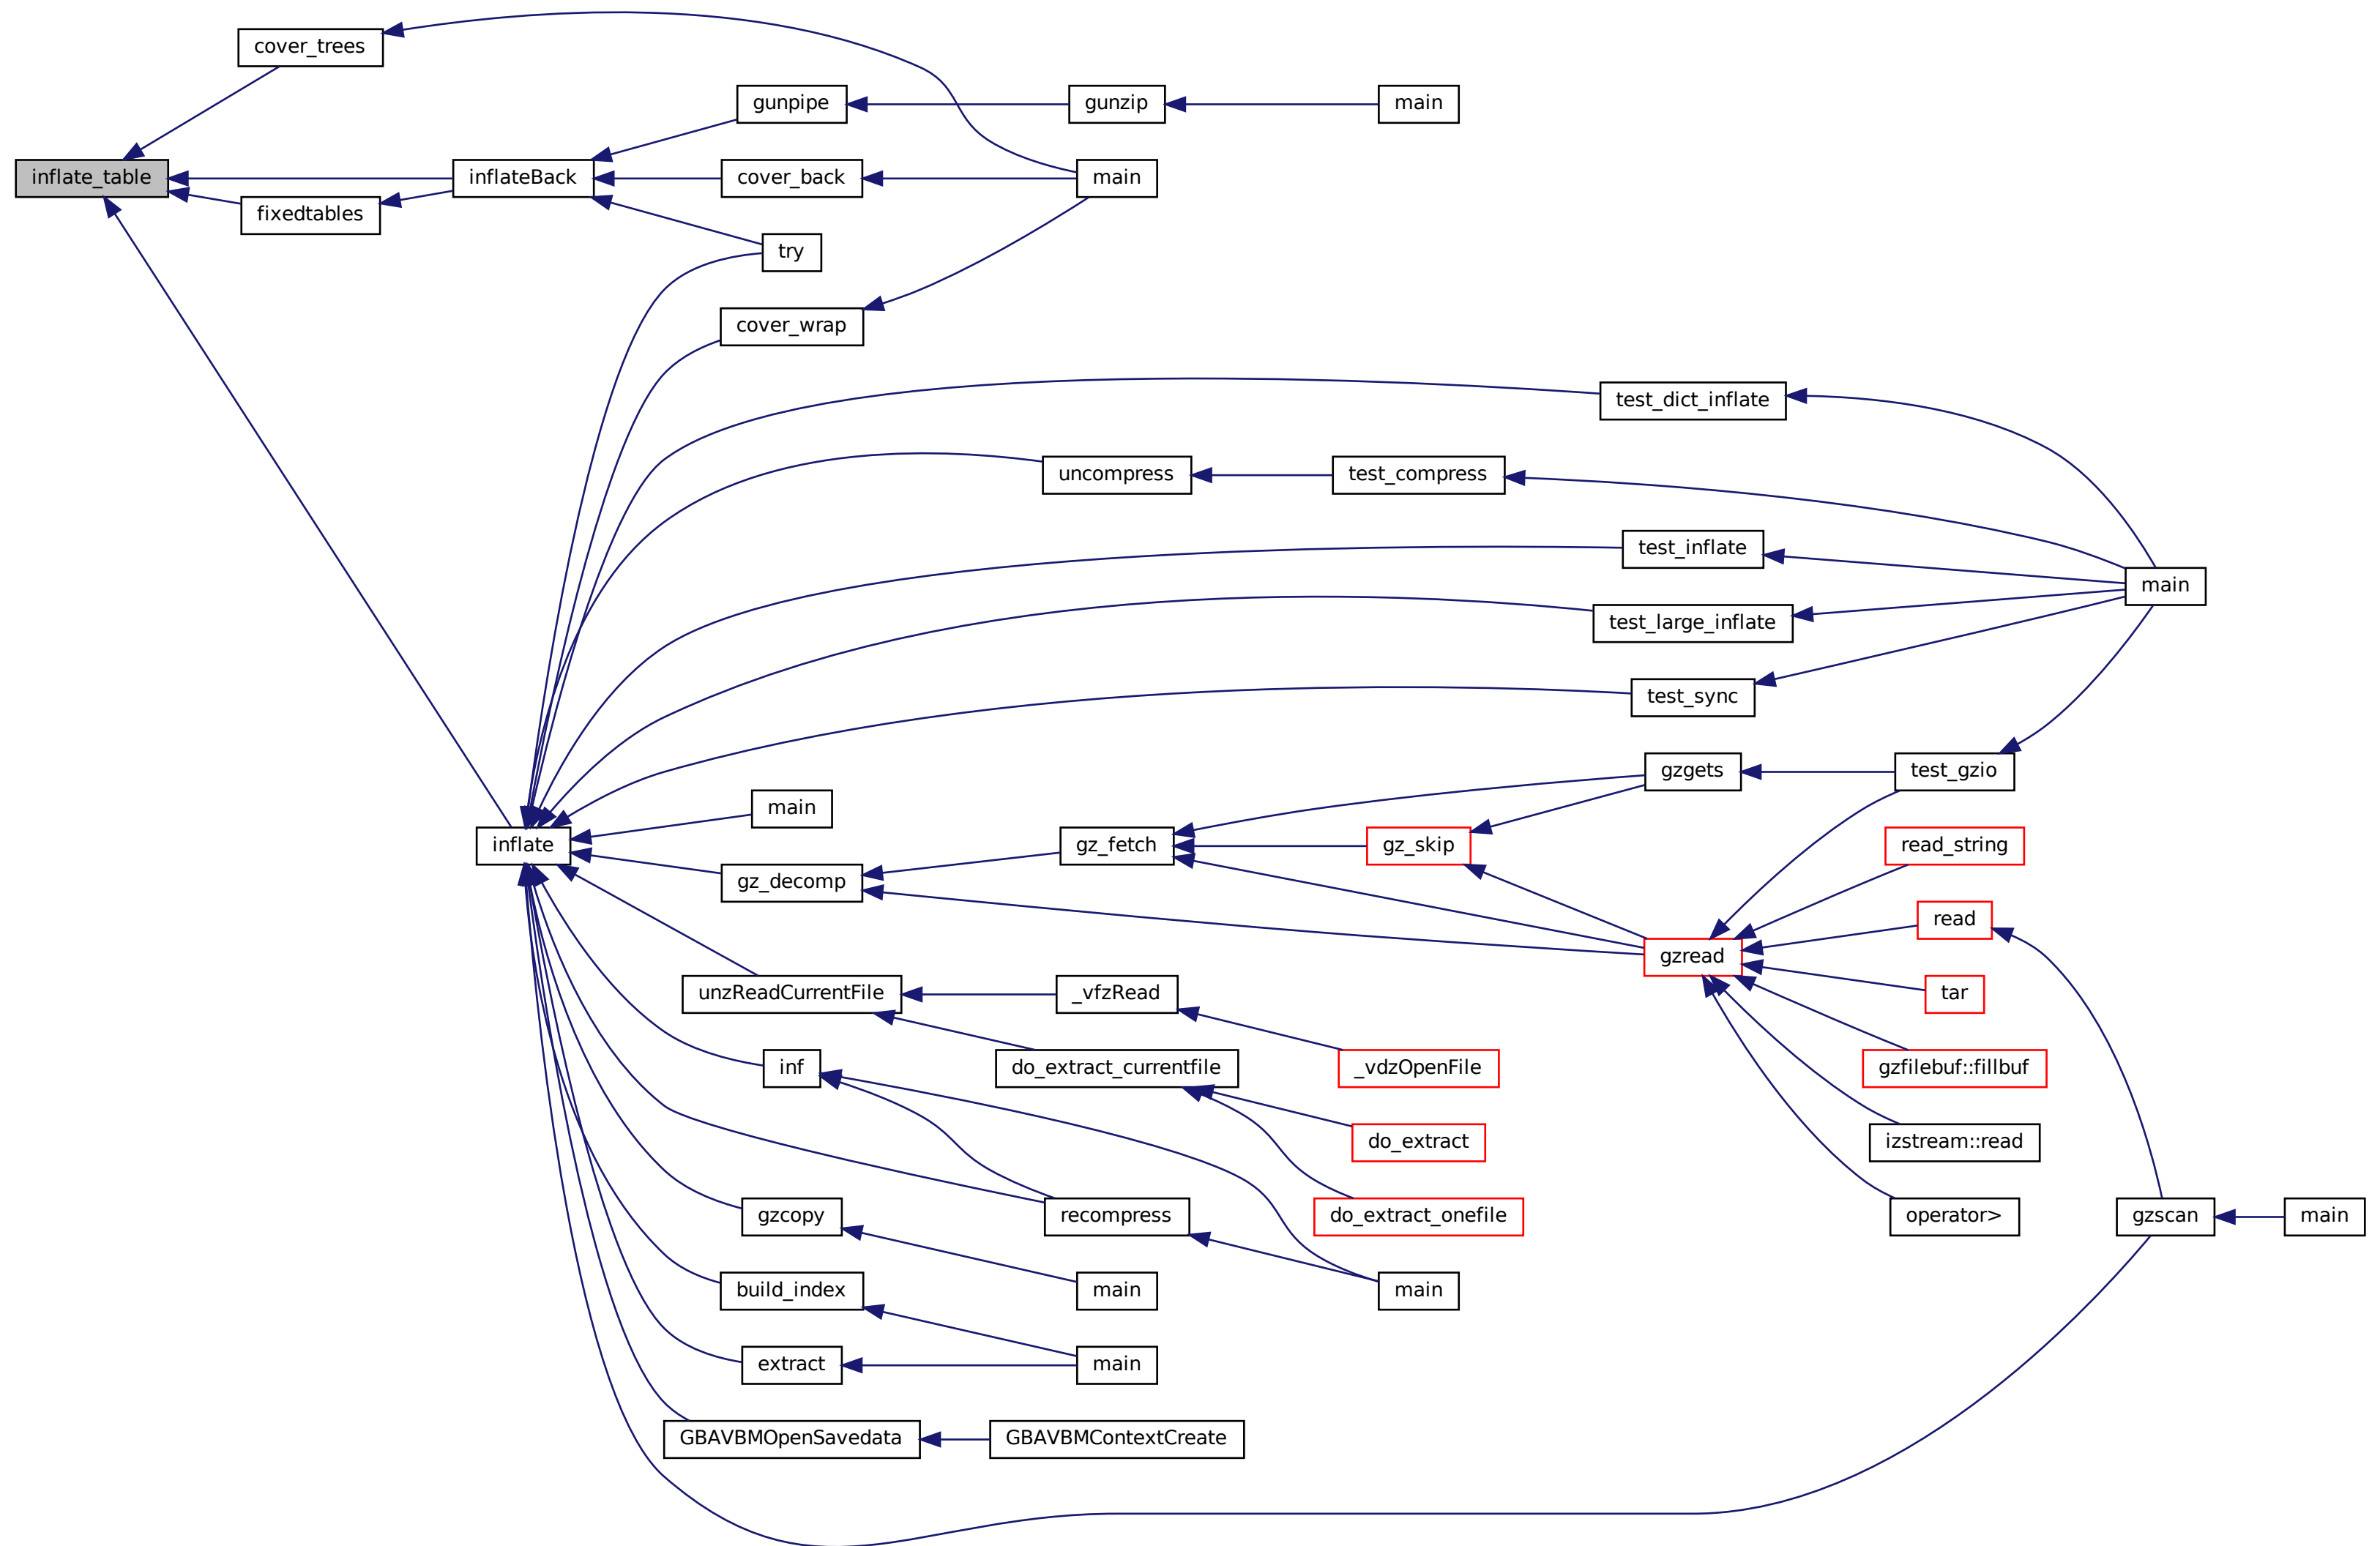 cover_trees
gunpipe
gunzip
main
inflate_table
inflateBack
cover_back
main
fixedtables
try
cover_wrap
test_dict_inflate
uncompress
test_compress
test_inflate
main
test_large_inflate
test_sync
gzgets
test_gzio
main
inflate
gz_fetch
gz_skip
read_string
gz_decomp
read
gzread
unzReadCurrentFile
_vfzRead
tar
inf
do_extract_currentfile
_vdzOpenFile
gzfilebuf::fillbuf
do_extract
izstream::read
gzcopy
recompress
do_extract_onefile
operator>
gzscan
main
build_index
main
main
extract
main
GBAVBMOpenSavedata
GBAVBMContextCreate